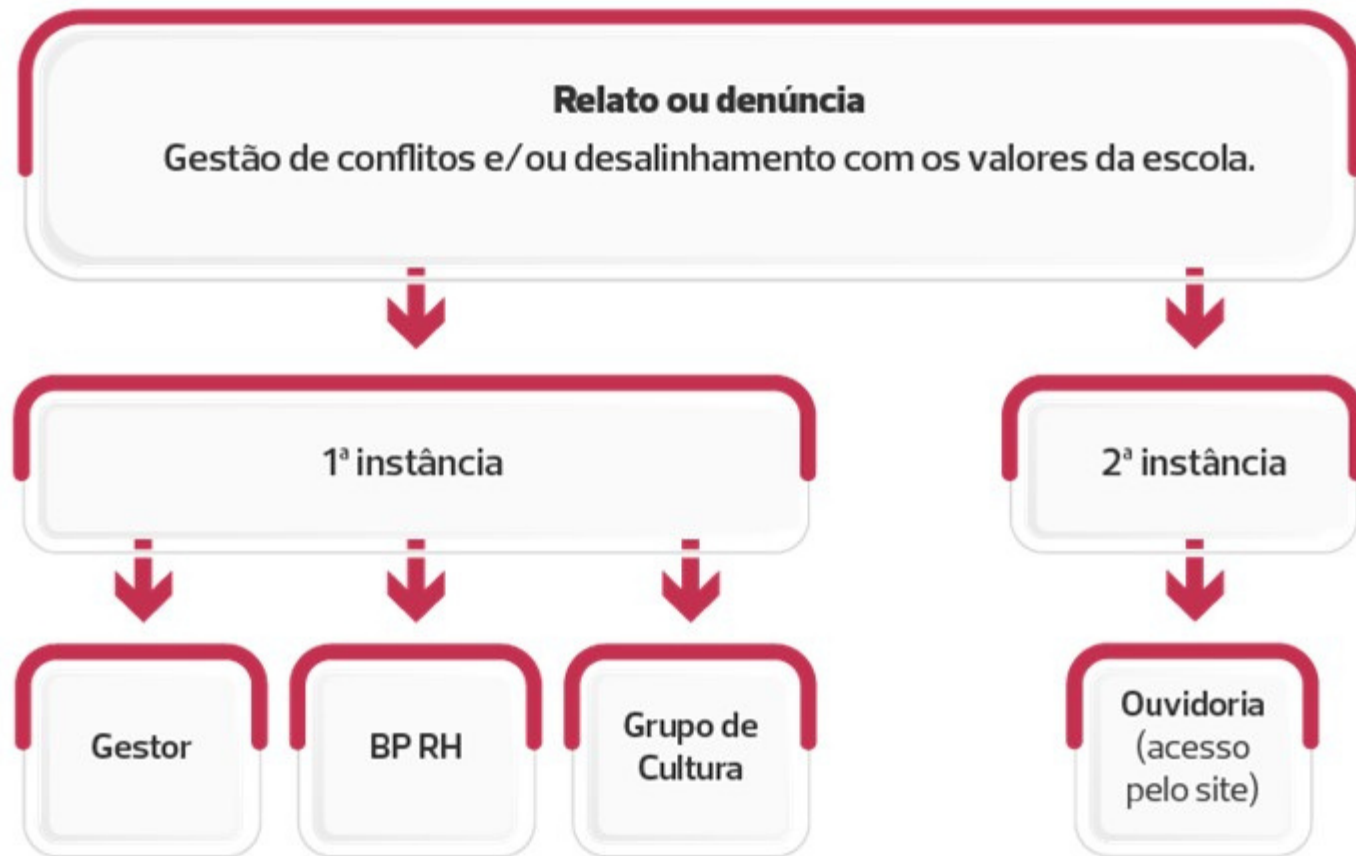 Relato ou denúncia
Gestão de conflitos e/ou desalinhamento com os valores da escola.
1ª instância
2ª instância
Gestor
BP RH
Grupo de
Cultura
Ouvidoria
(acesso
pelo site)